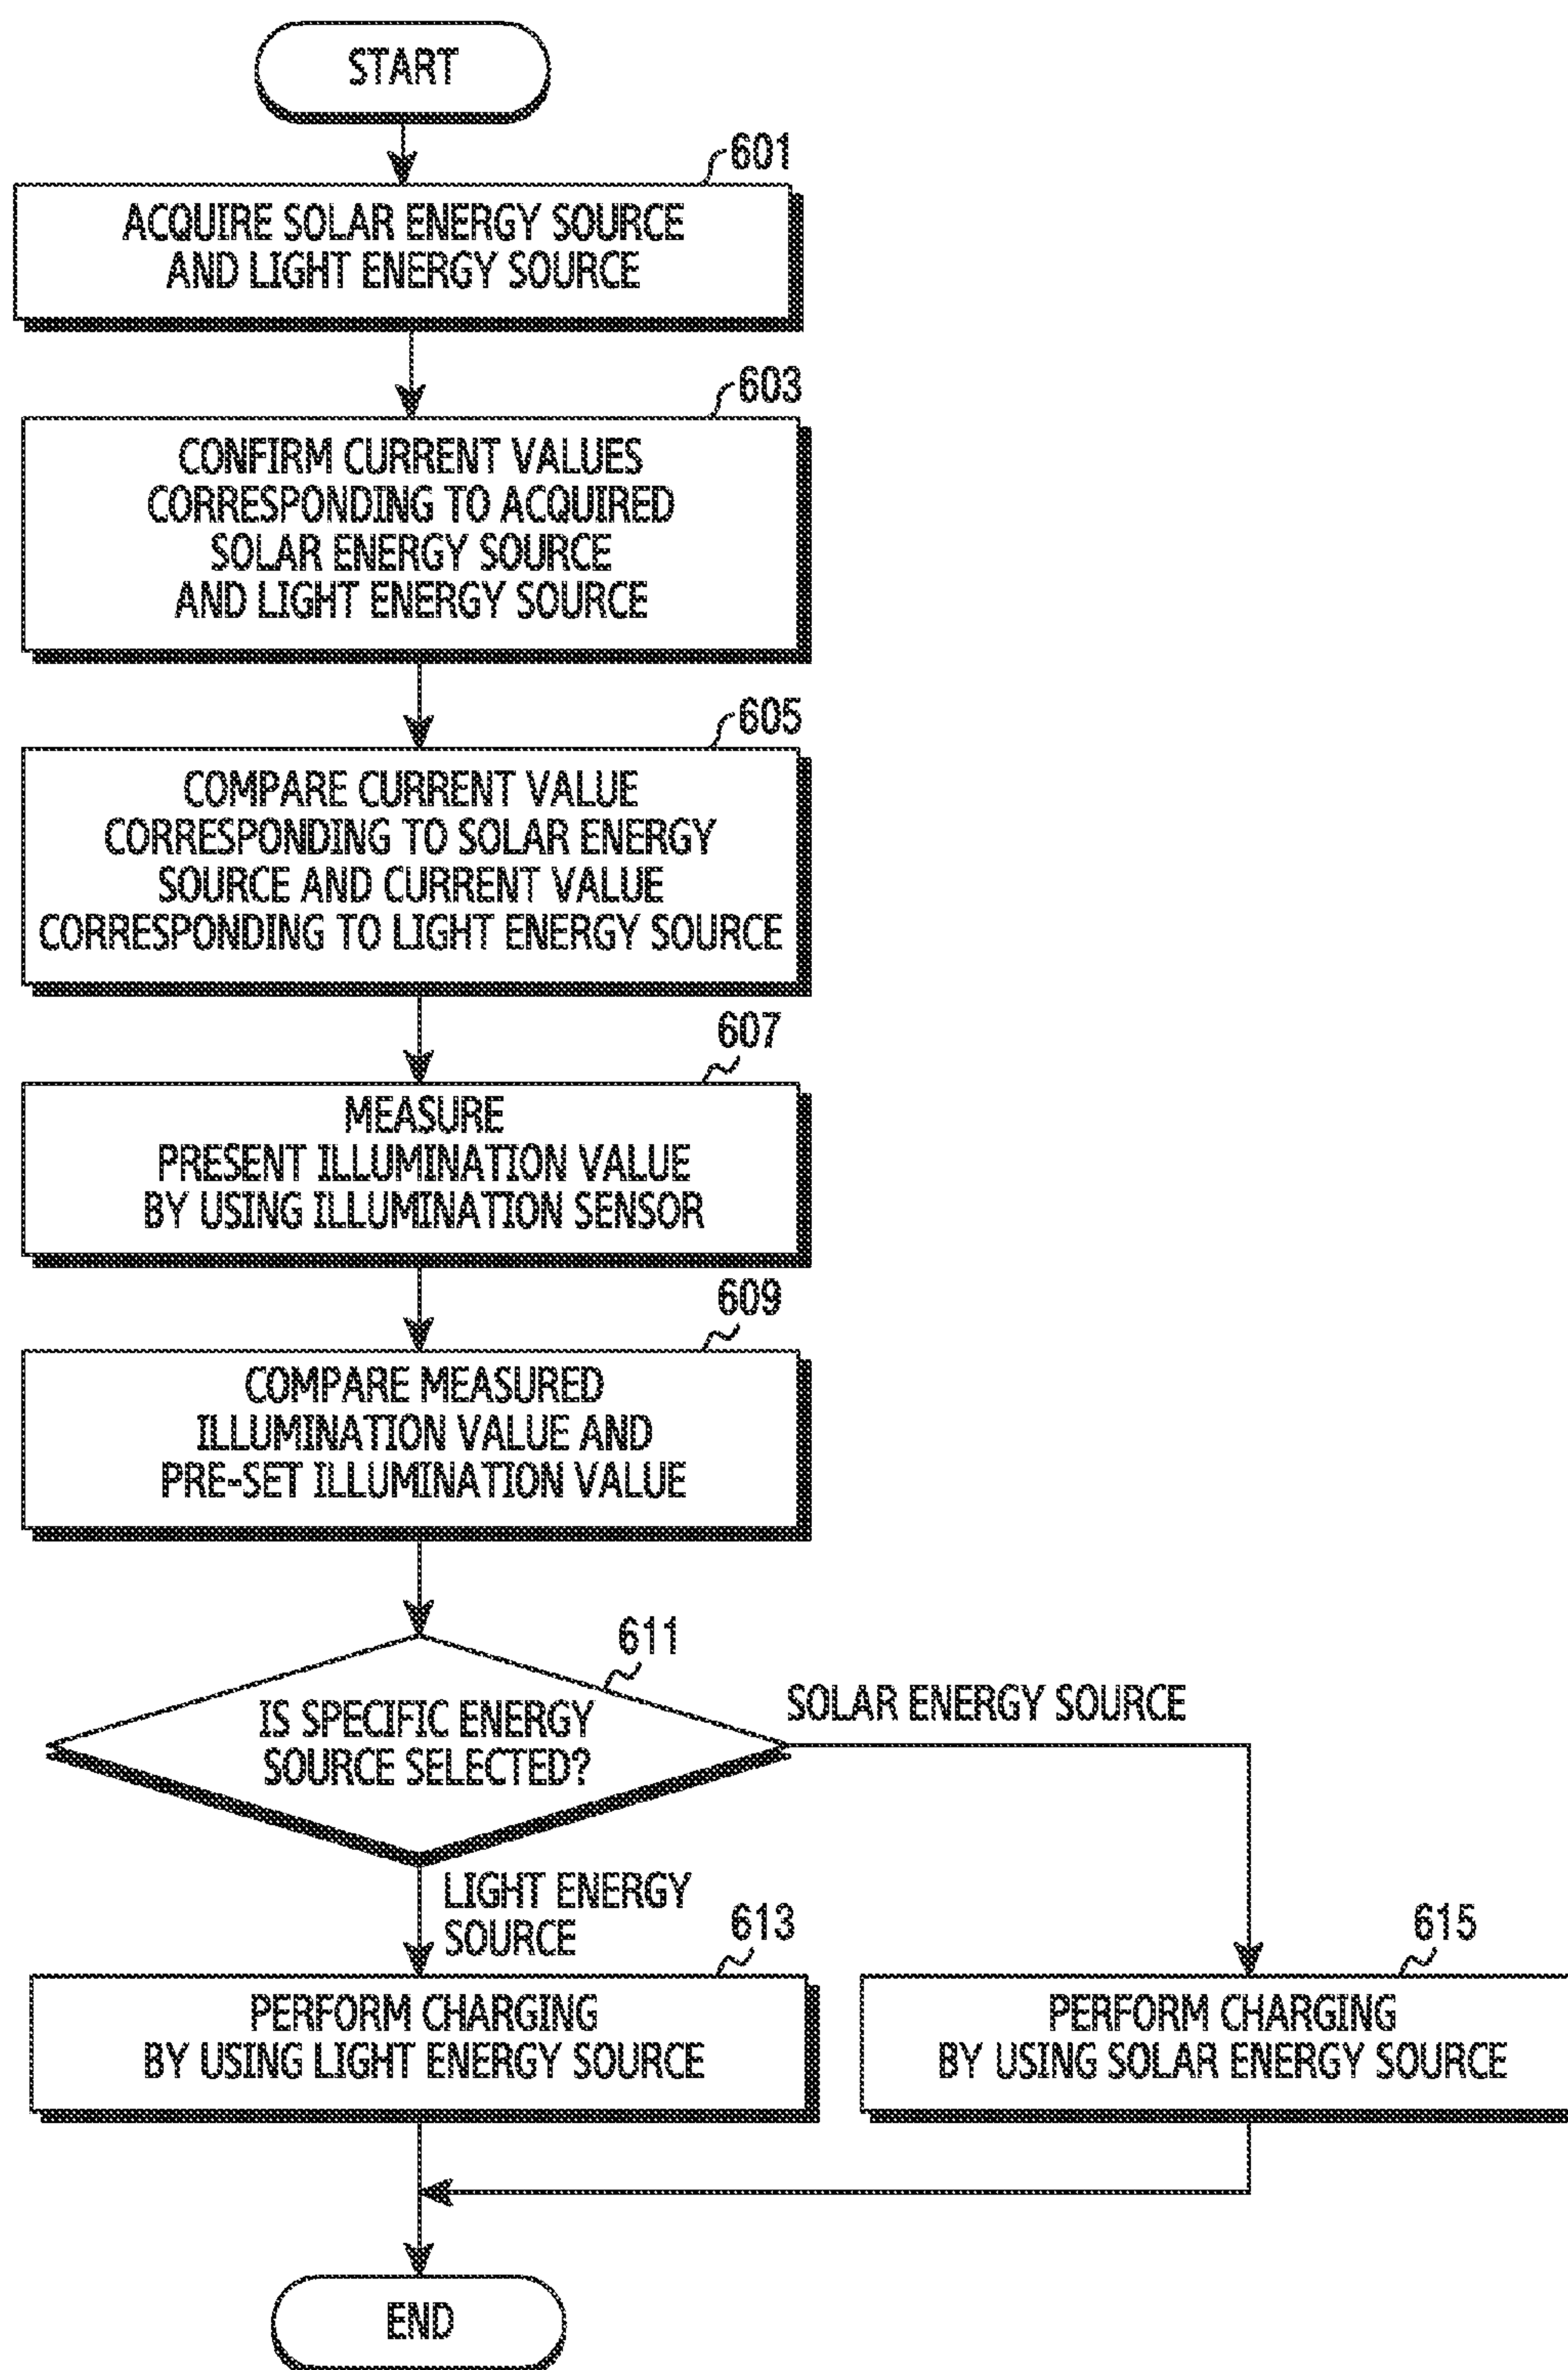 START
601
ACQUIRE SOLAR ENERGY SOURCE
AND LIGHT ENERGY SOURCE
603
CONFIRM CURRENT VALUES
CORRESPONDING TO ACQUIRED
SOLAR ENERGY SOURCE
AND LIGHT ENERGY SOURCE
605
COMPARE CURRENT VALUE
CORRESPONDING TO SOLAR ENERGY
SOURCE AND CURRENT VALUE
CORRESPONDING TO LIGHT ENERGY SOURCE
607
MEASURE
PRESENT ILLUMINATION VALUE
BY USING ILLUMINATION SENSOR
609
COMPARE MEASURED
ILLUMINATION VALUE AND
PRE-SET ILLUMINATION VALUE
611
IS SPECIFIC ENERGY
SOURCE SELECTED?
SOLAR ENERGY SOURCE
LIGHT ENERGY
SOURCE
613
PERFORM CHARGING
BY USING LIGHT ENERGY SOURCE
615
PERFORM CHARGING
BY USING SOLAR ENERGY SOURCE
END